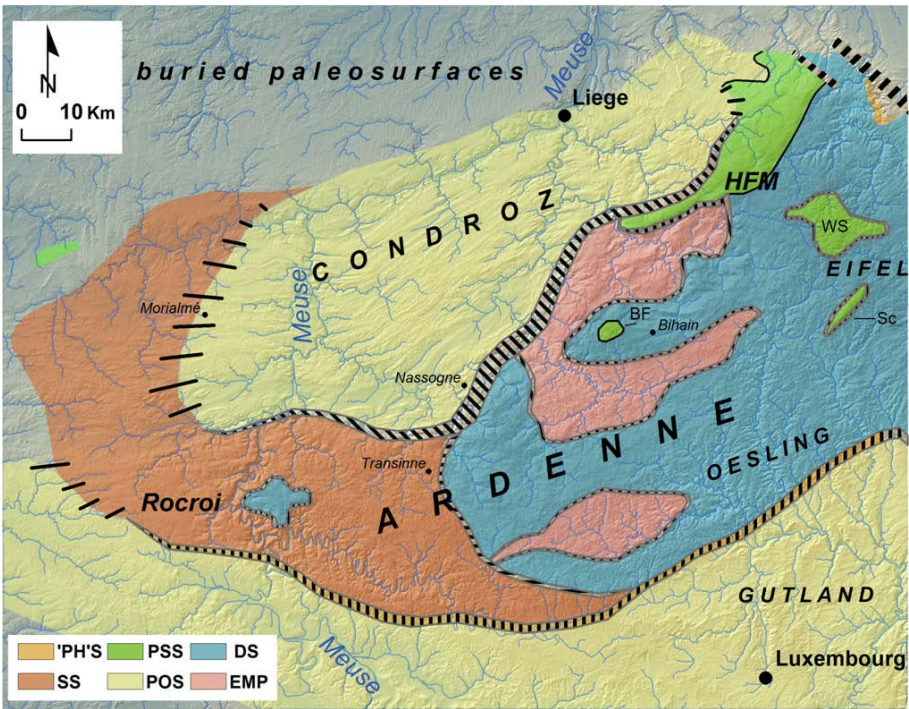 N
0 10 Km
buried paleosurfaces
Meuse
Liege
HFM
WS
EIFEL
Sc
CONDROZ
Meuse
Morialmé
BF
Bihain
Nassogne
ARDENNE
OESLING
Transinne
Rocroi
GUTLAND
Meuse
Luxembourg
'PH'S PSS DS
SS POS EMP